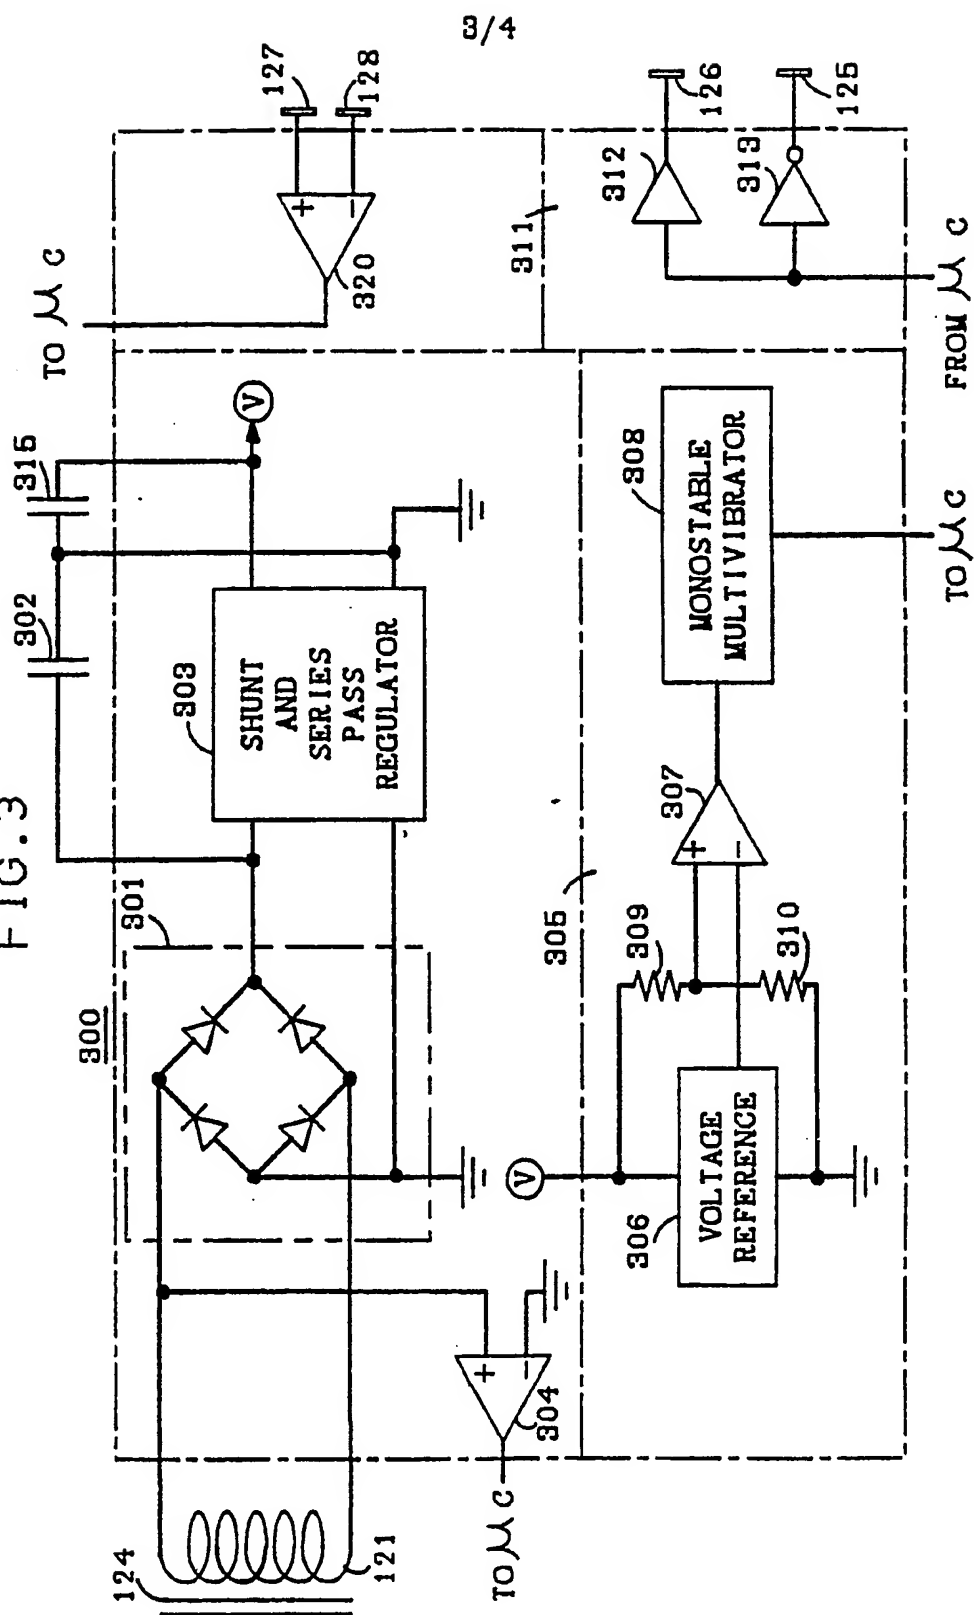 3/4
FIG.3
300
301
302
315
303
SHUNT
AND
SERIES
PASS
REGULATOR
V
TO μC
127
128
+
-
320
124
121
+
-
304
TO μC
305
V
306
VOLTAGE
REFERENCE
309
310
+
-
307
308
MONOSTABLE
MULTIVIBRATOR
TO μC
311
312
313
126
125
FROM μC